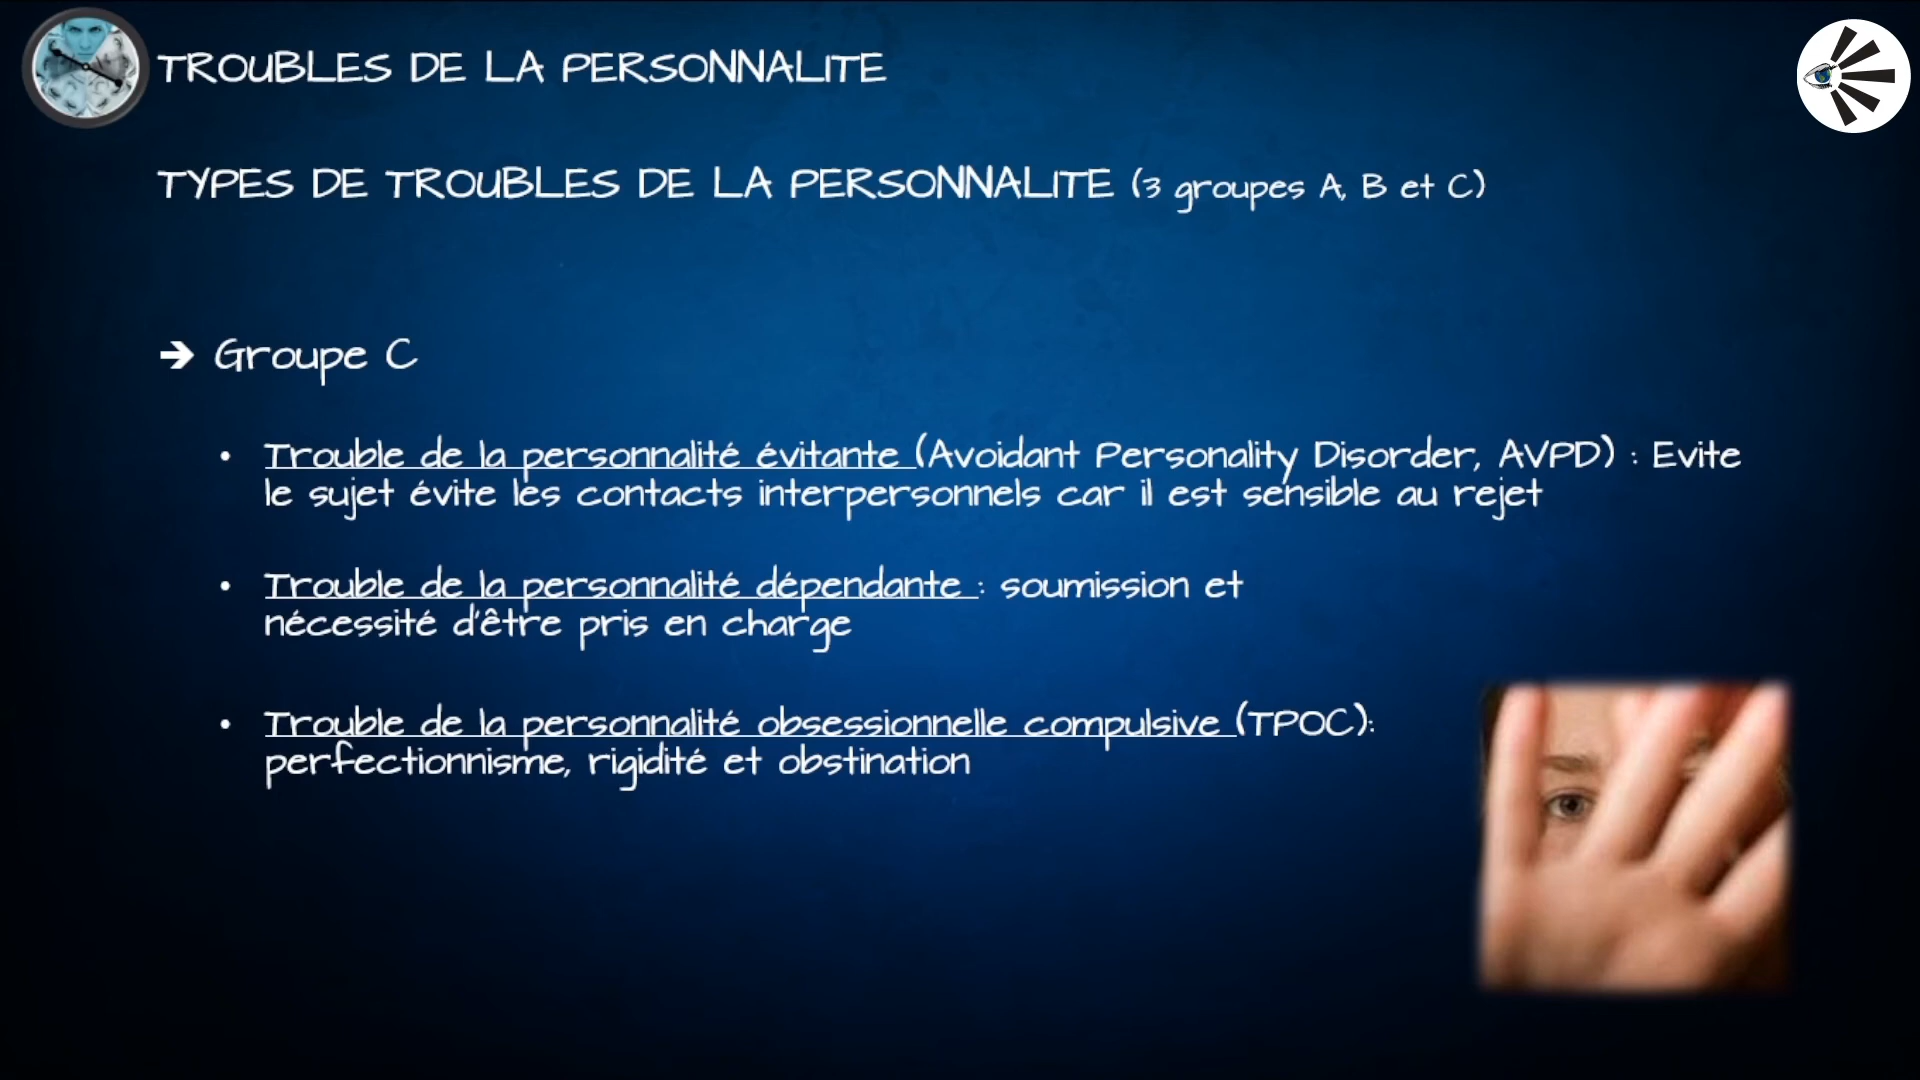 TROUBLES DE LA PERSONNALITE
TYPES DE TROUBLES DE LA PERSONNALITE (3 groupes A, B et C)
➔ Groupe C
• Trouble de la personnalité évitante (Avoidant Personality Disorder, AVPD) : Evite
le sujet évite les contacts interpersonnels car il est sensible au rejet
• Trouble de la personnalité dépendante : soumission et
nécessité d'être pris en charge
• Trouble de la personnalité obsessionnelle compulsive (TPOC):
perfectionnisme, rigidité et obstination